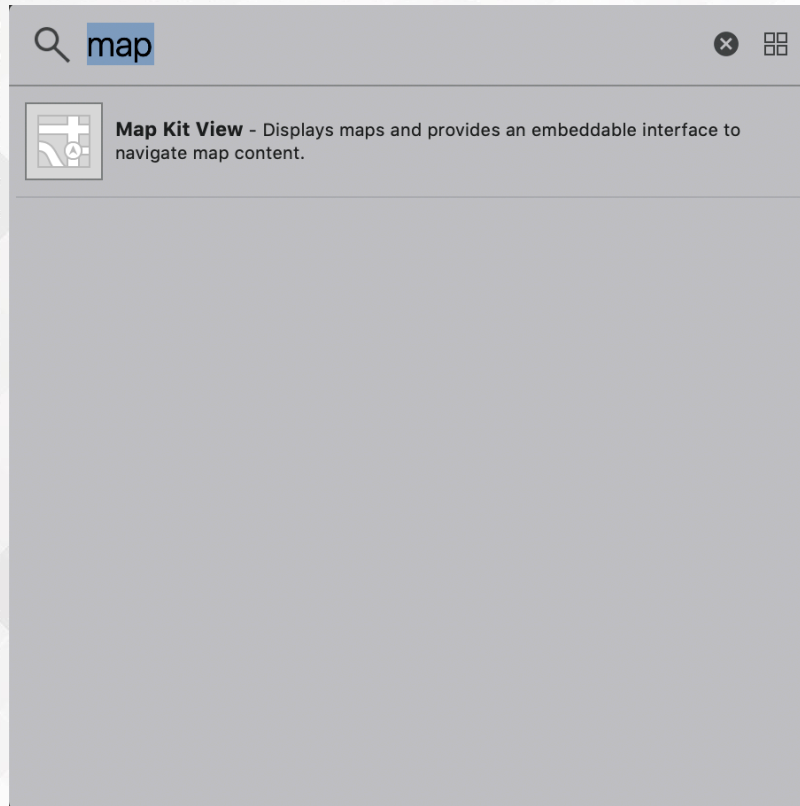 map
Map Kit View - Displays maps and provides an embeddable interface to
navigate map content.